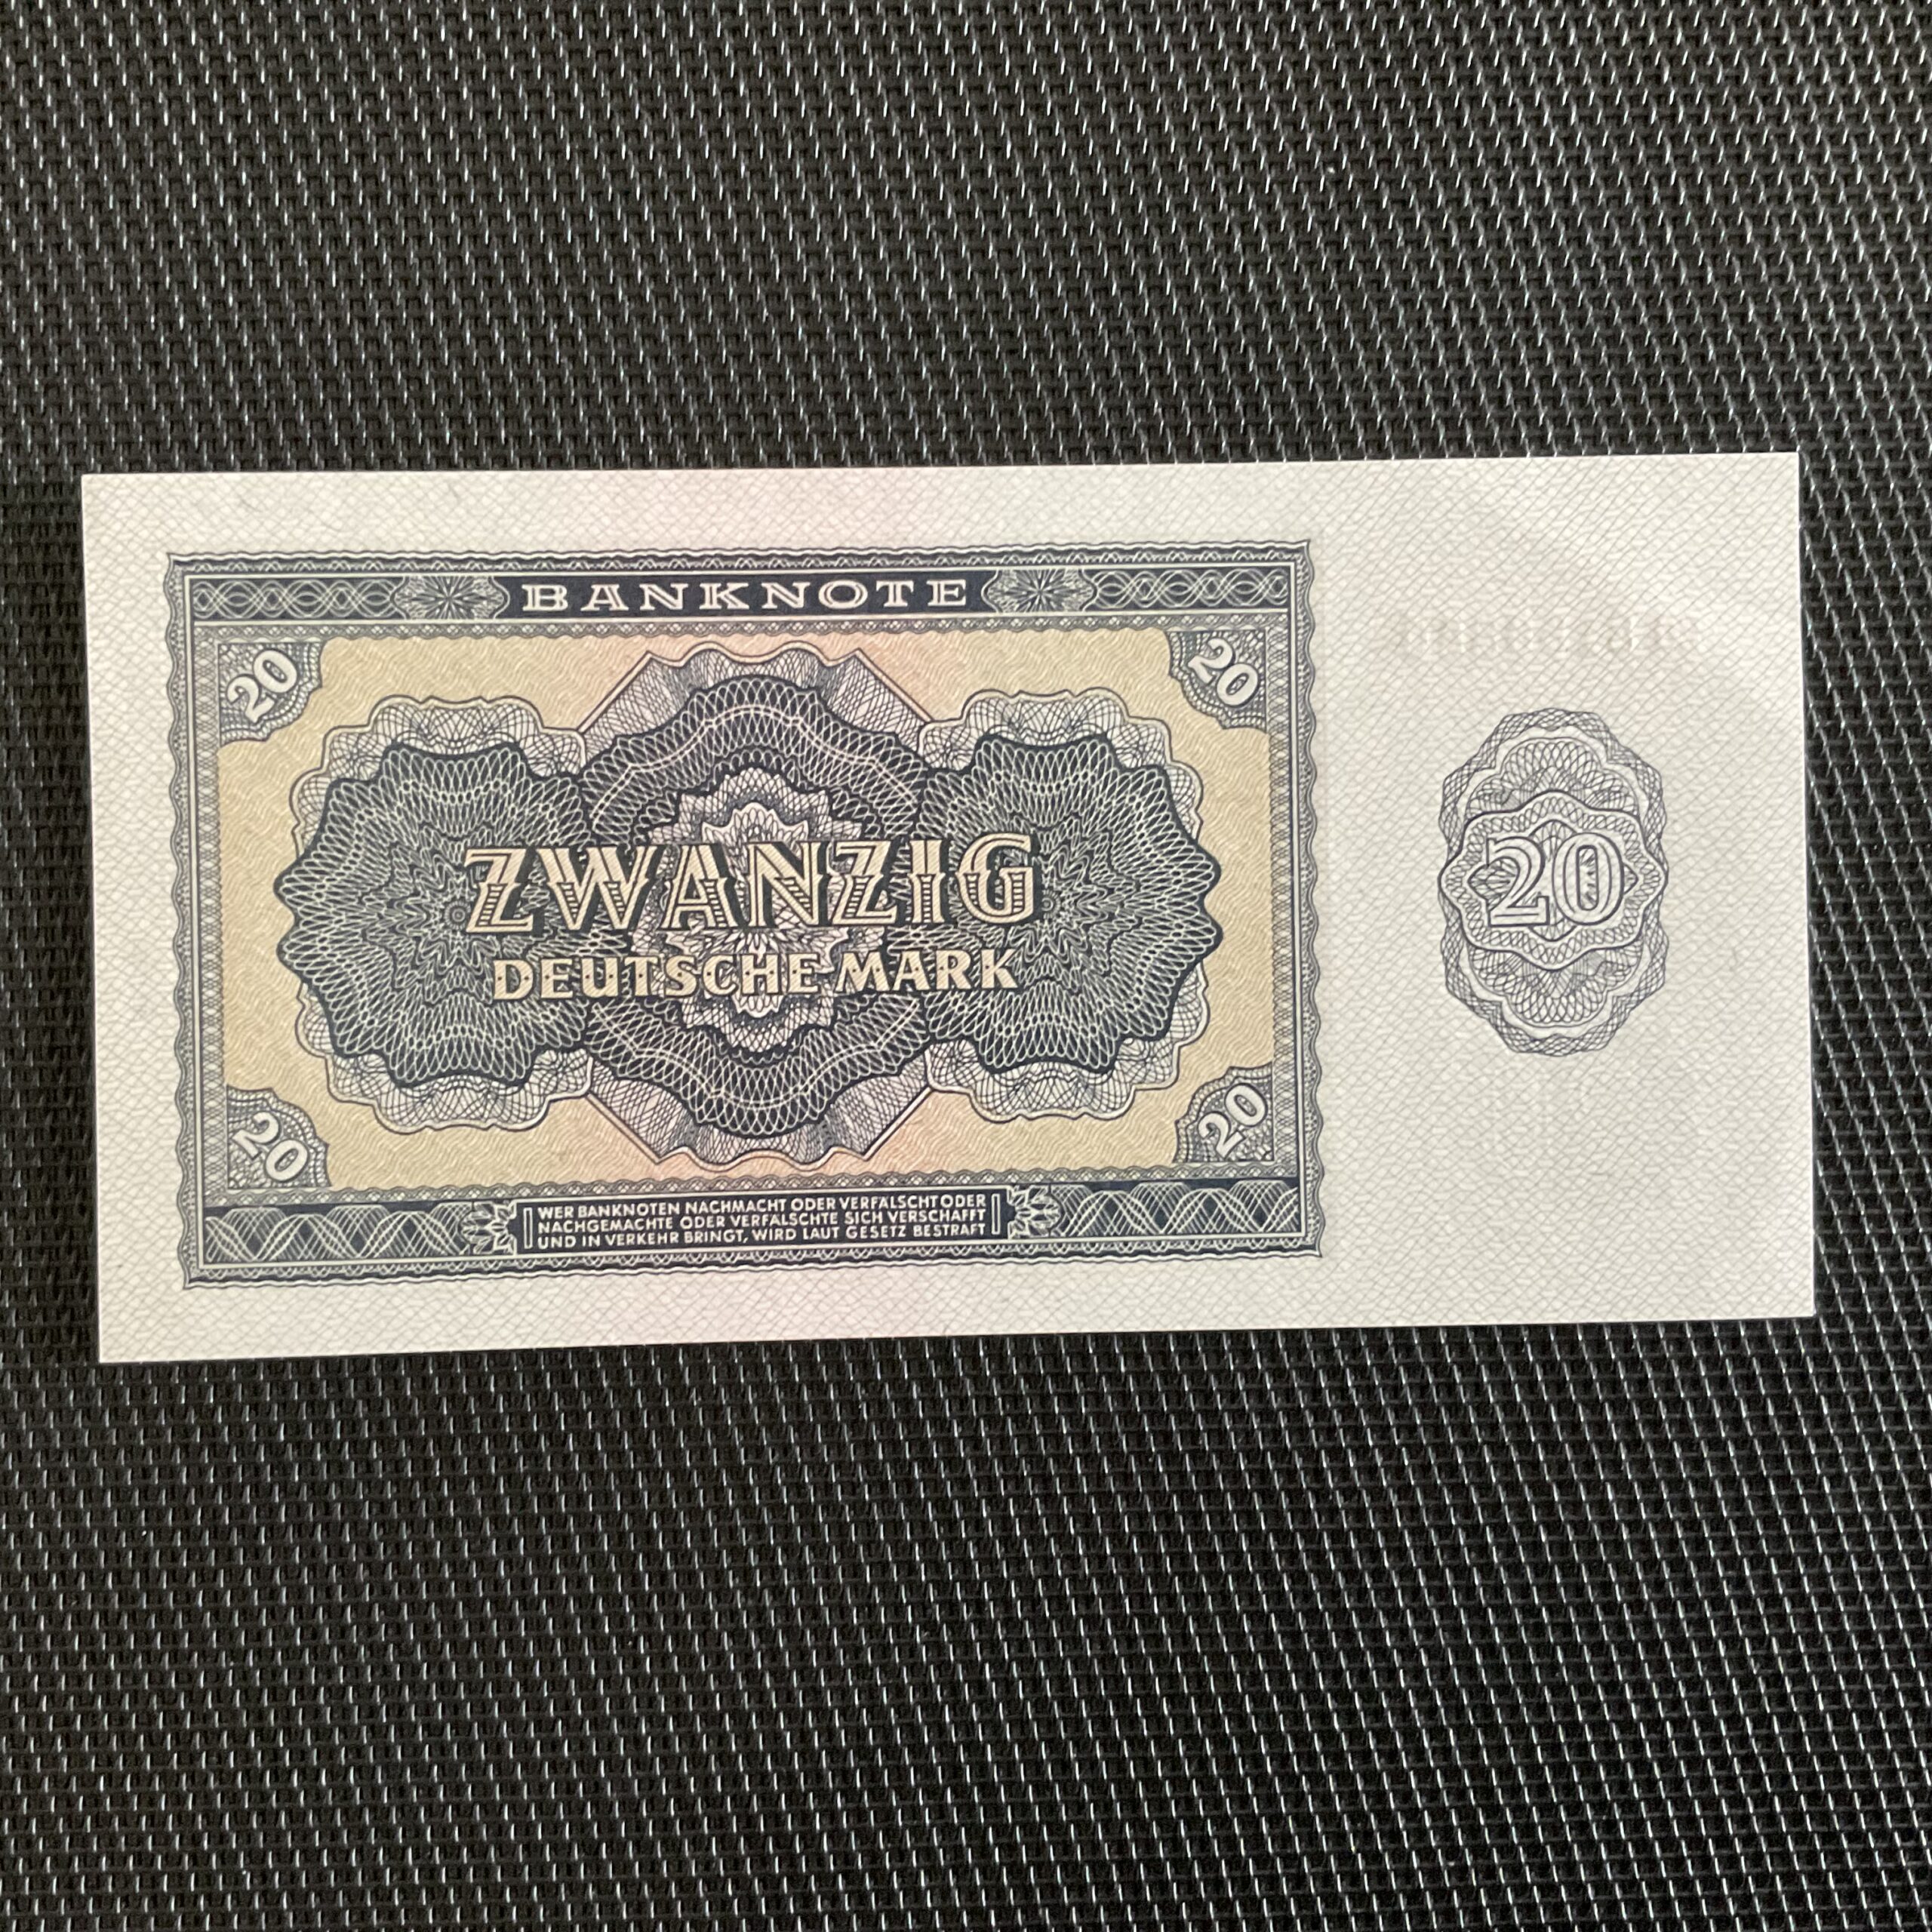 BANKNOTE
20
20
ZWANZIG
DEUTSCHE MARK
20
20
20
WER BANKNOTEN NACHMACHT ODER VERFÄLSCHT ODER
NACHGEMACHTE ODER VERFÄLSCHTE SICH VERSCHAFFT
UND IN VERKEHR BRINGT, WIRD LAUT GESETZ BESTRAFT